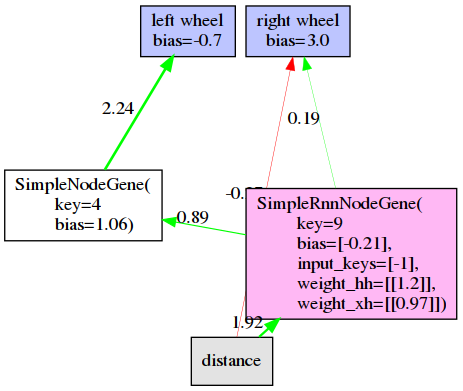 left wheel
bias=-0.7
right wheel
bias=3.0
2.24
0.19
SimpleNodeGene(
key=4
bias=1.06)
SimpleRnnNodeGene(
key=9
bias=[-0.21],
input_keys=[-1],
weight_hh=[[1.2]],
weight_xh=[[0.97]])
0.89
1.92
distance